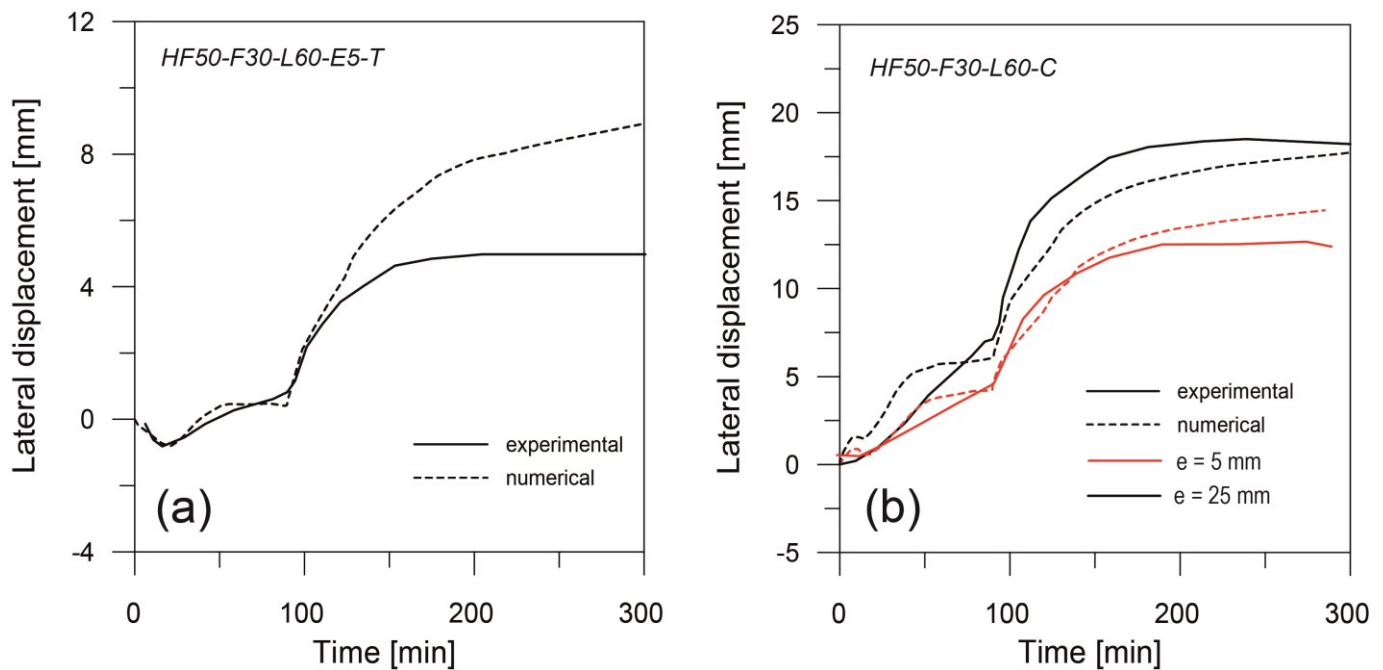 12
8
4
0
-4
Lateral displacement [mm]
HF50-F30-L60-E5-T
experimental
numerical
(a)
0
100
200
300
Time [min]
25
20
15
10
5
0
-5
Lateral displacement [mm]
HF50-F30-L60-C
experimental
numerical
e = 5 mm
e = 25 mm
(b)
0
100
200
300
Time [min]